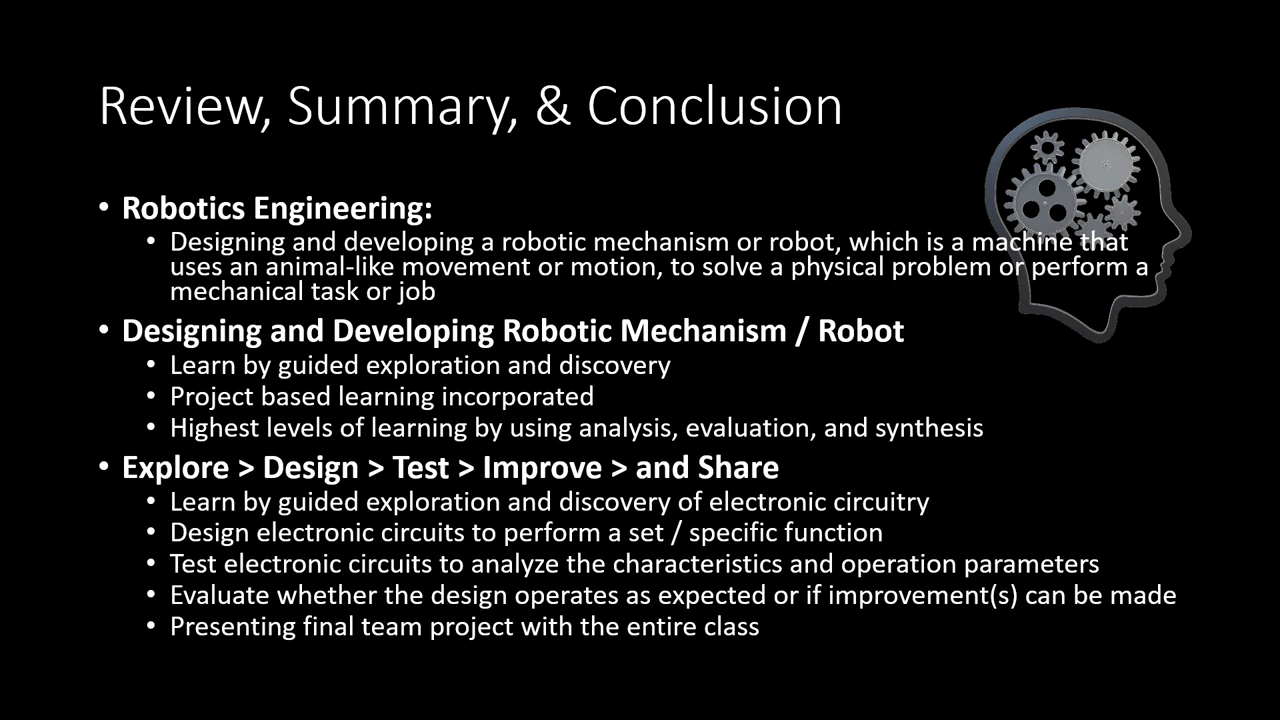 Review, Summary, & Conclusion
• Robotics Engineering:
• Designing and developing a robotic mechanism or robot, which is a machine that
uses an animal-like movement or motion, to solve a physical problem or perform a
mechanical task or job
• Designing and Developing Robotic Mechanism / Robot
• Learn by guided exploration and discovery
• Project based learning incorporated
• Highest levels of learning by using analysis, evaluation, and synthesis
• Explore > Design > Test > Improve > and Share
• Learn by guided exploration and discovery of electronic circuitry
• Design electronic circuits to perform a set / specific function
• Test electronic circuits to analyze the characteristics and operation parameters
• Evaluate whether the design operates as expected or if improvement(s) can be made
• Presenting final team project with the entire class